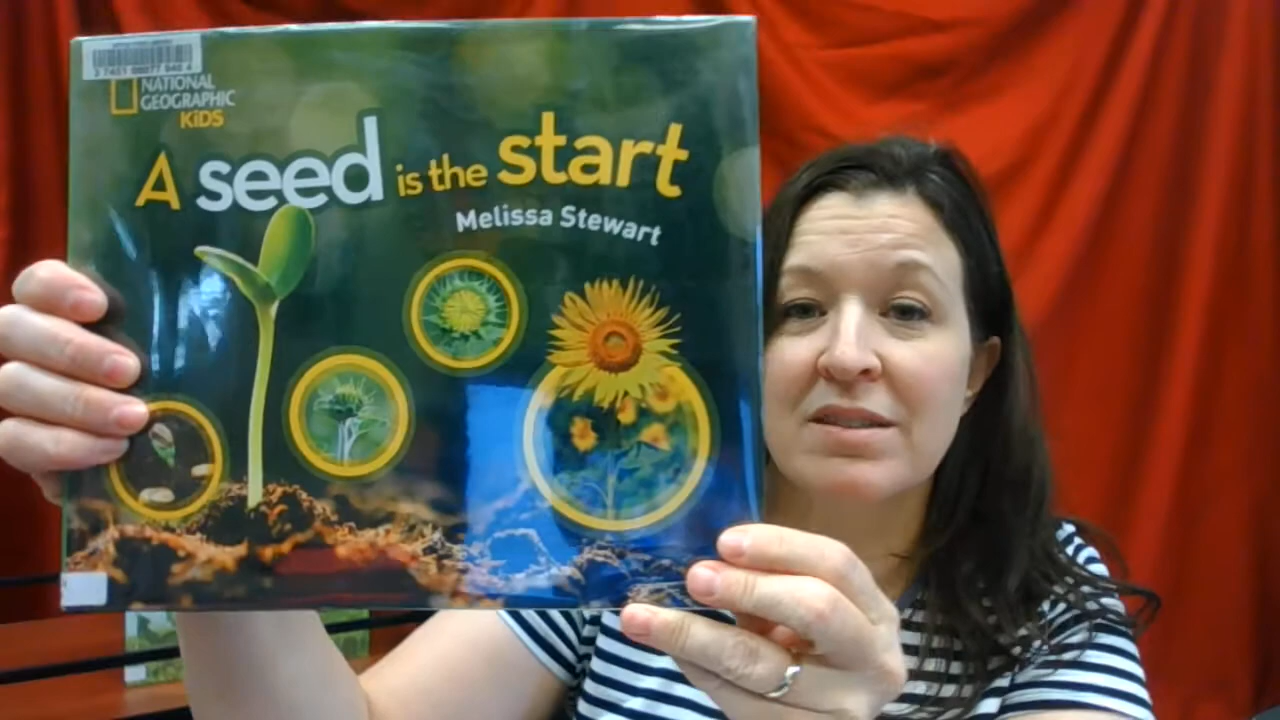 NATIONAL
GEOGRAPHIC
KiDS
A seed is the start
Melissa Stewart